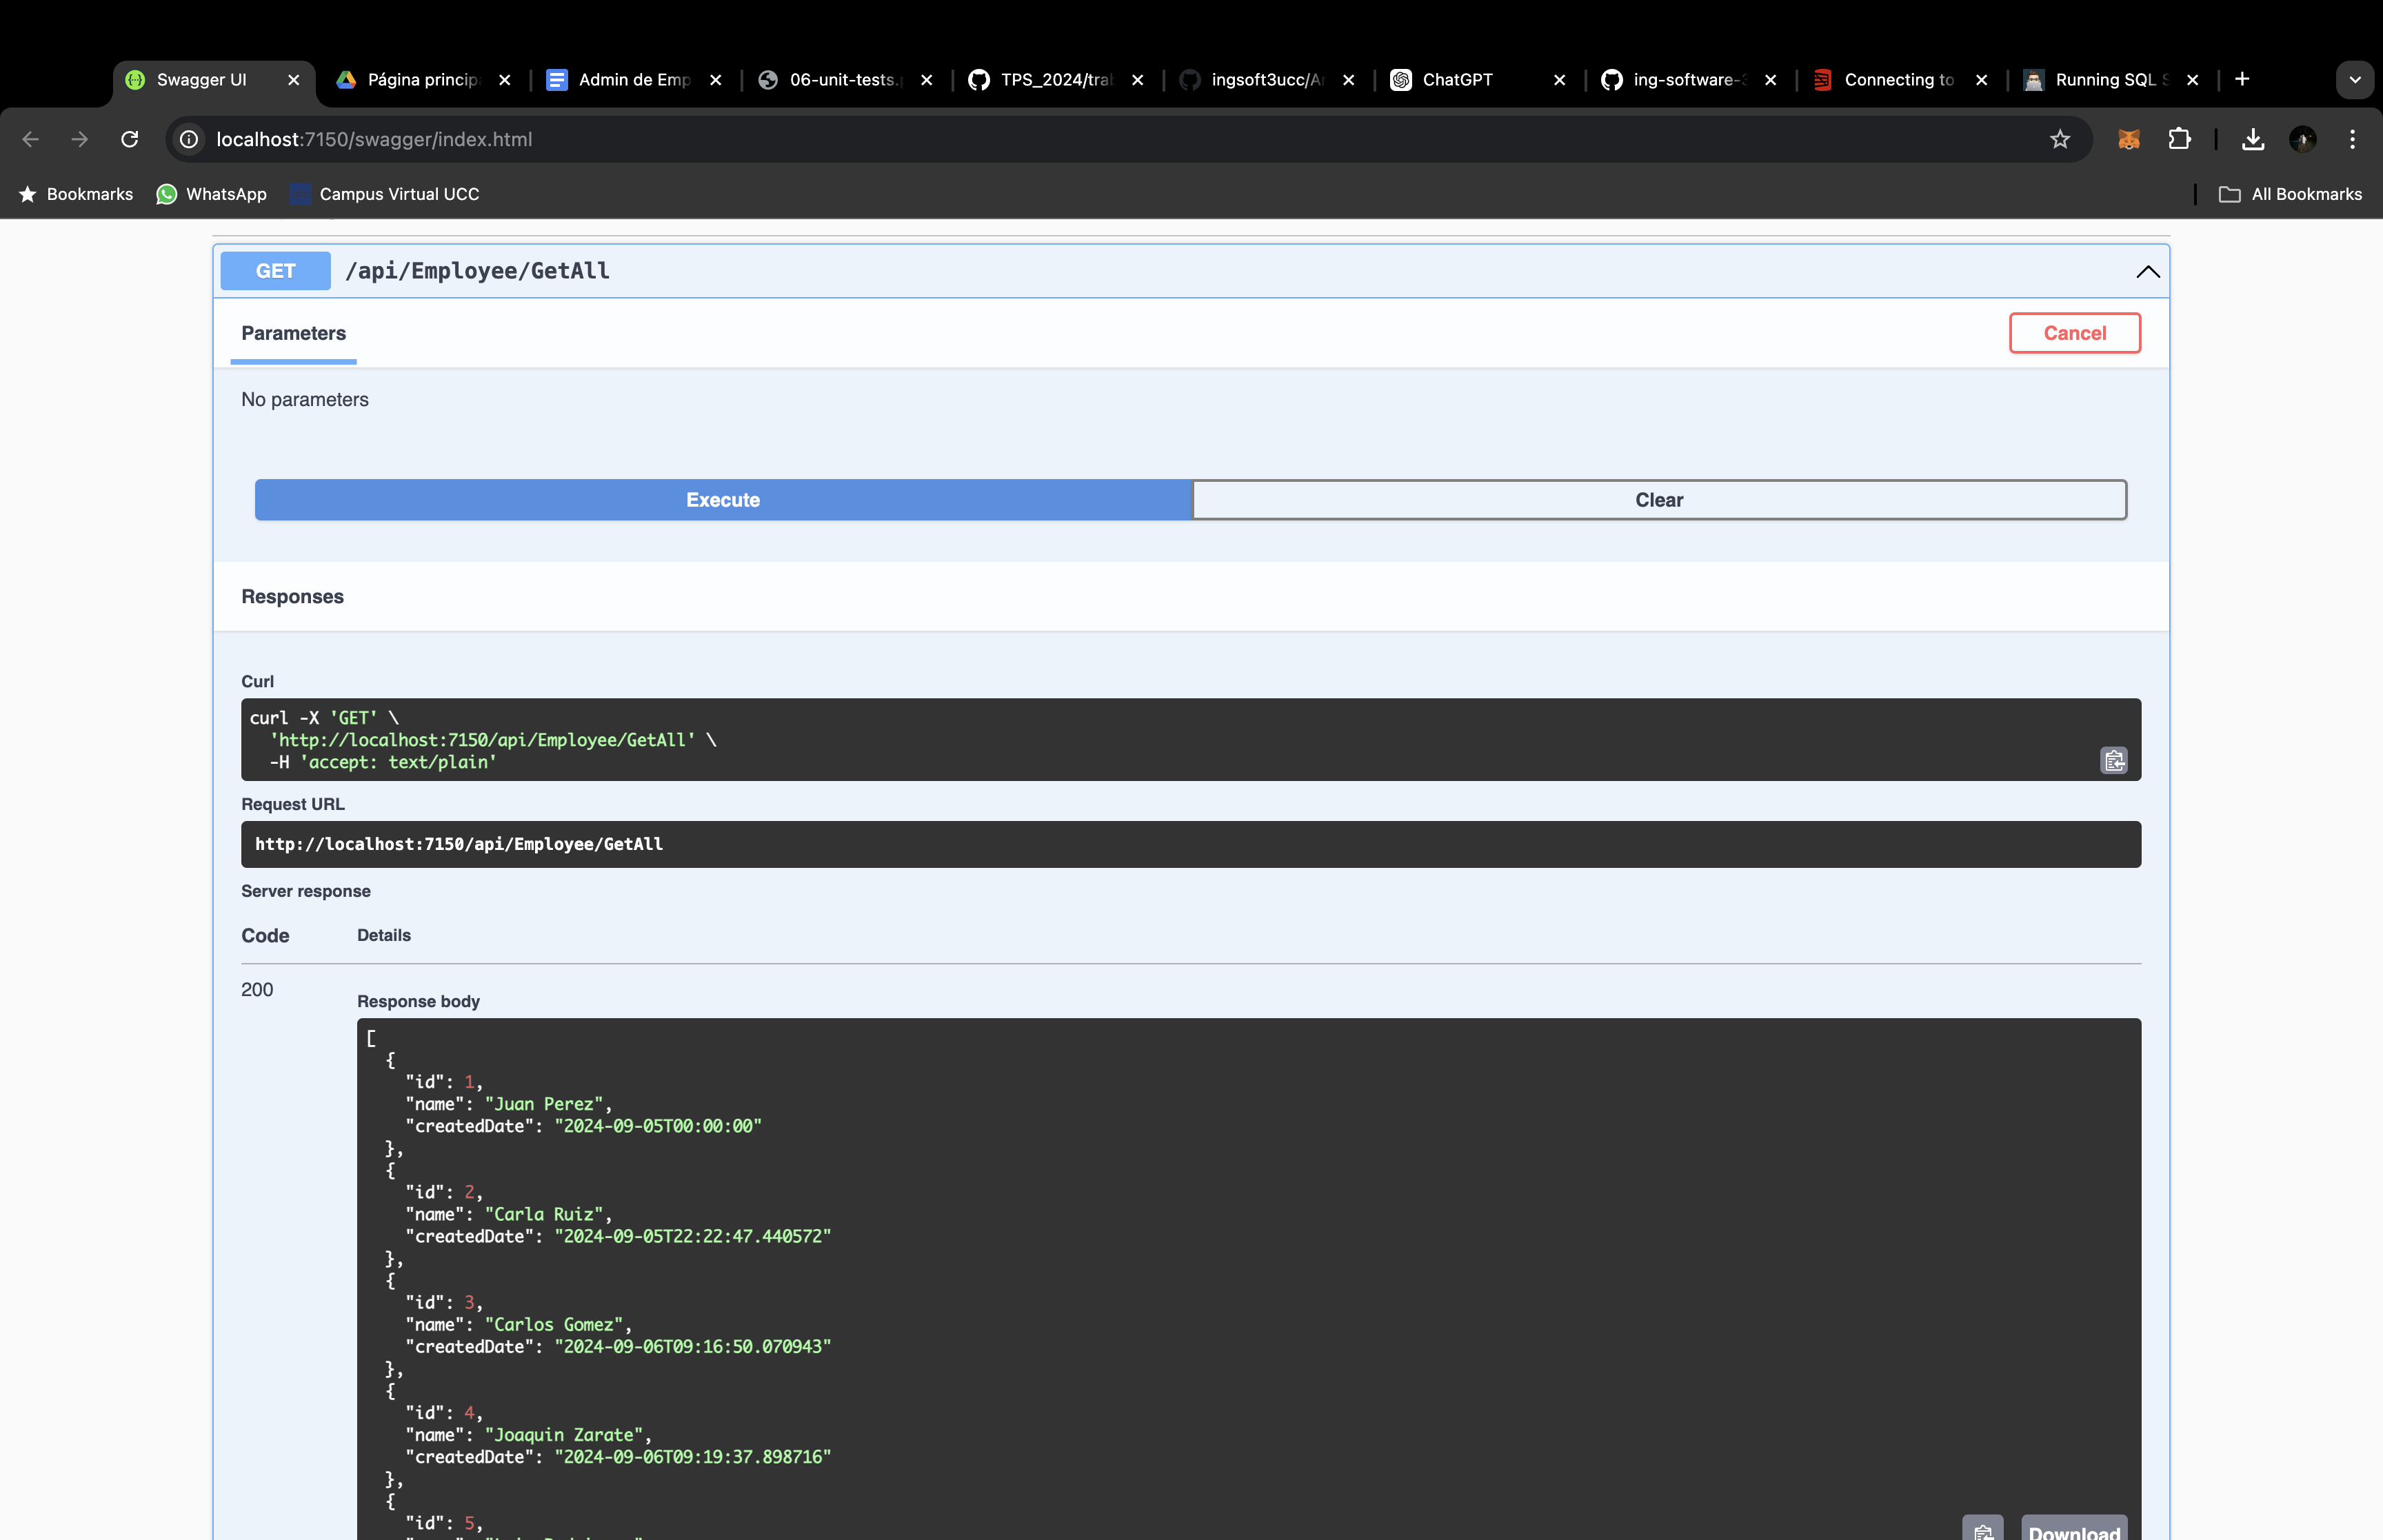 Swagger UI
Página princip
Admin de Emp
06-unit-tests.
TPS_2024/tra
ingsoft3ucc/A
ChatGPT
ing-software-3
Connecting to
Running SQL S
localhost:7150/swagger/index.html
Bookmarks
WhatsApp
Campus Virtual UCC
All Bookmarks
GET
/api/Employee/GetAll
Parameters
Cancel
No parameters
Execute
Clear
Responses
Curl
curl -X 'GET' \
'http://localhost:7150/api/Employee/GetAll' \
-H 'accept: text/plain'
Request URL
http://localhost:7150/api/Employee/GetAll
Server response
Code
Details
200
Response body
[
{
"id": 1,
"name": "Juan Perez",
"createdDate": "2024-09-05T00:00:00"
},
{
"id": 2,
"name": "Carla Ruiz",
"createdDate": "2024-09-05T22:22:47.440572"
},
{
"id": 3,
"name": "Carlos Gomez",
"createdDate": "2024-09-06T09:16:50.070943"
},
{
"id": 4,
"name": "Joaquin Zarate",
"createdDate": "2024-09-06T09:19:37.898716"
},
{
"id": 5,
Download